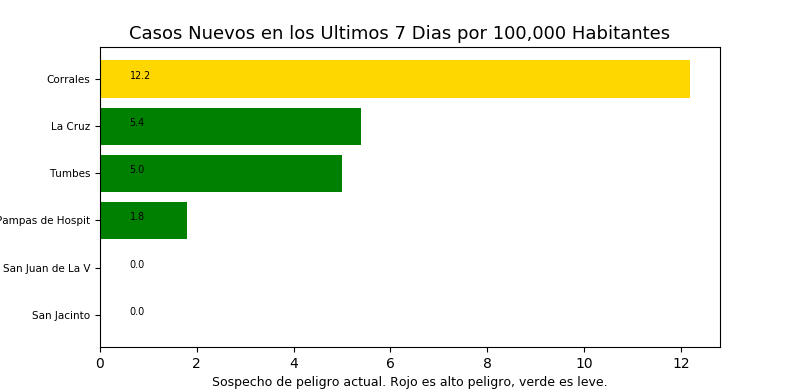 Casos Nuevos en los Ultimos 7 Dias por 100,000 Habitantes
Corrales 12.2
La Cruz 5.4
Tumbes 5.0
Pampas de Hospit 1.8
San Juan de La V 0.0
San Jacinto 0.0
0 2 4 6 8 10 12
Sospecho de peligro actual. Rojo es alto peligro, verde es leve.